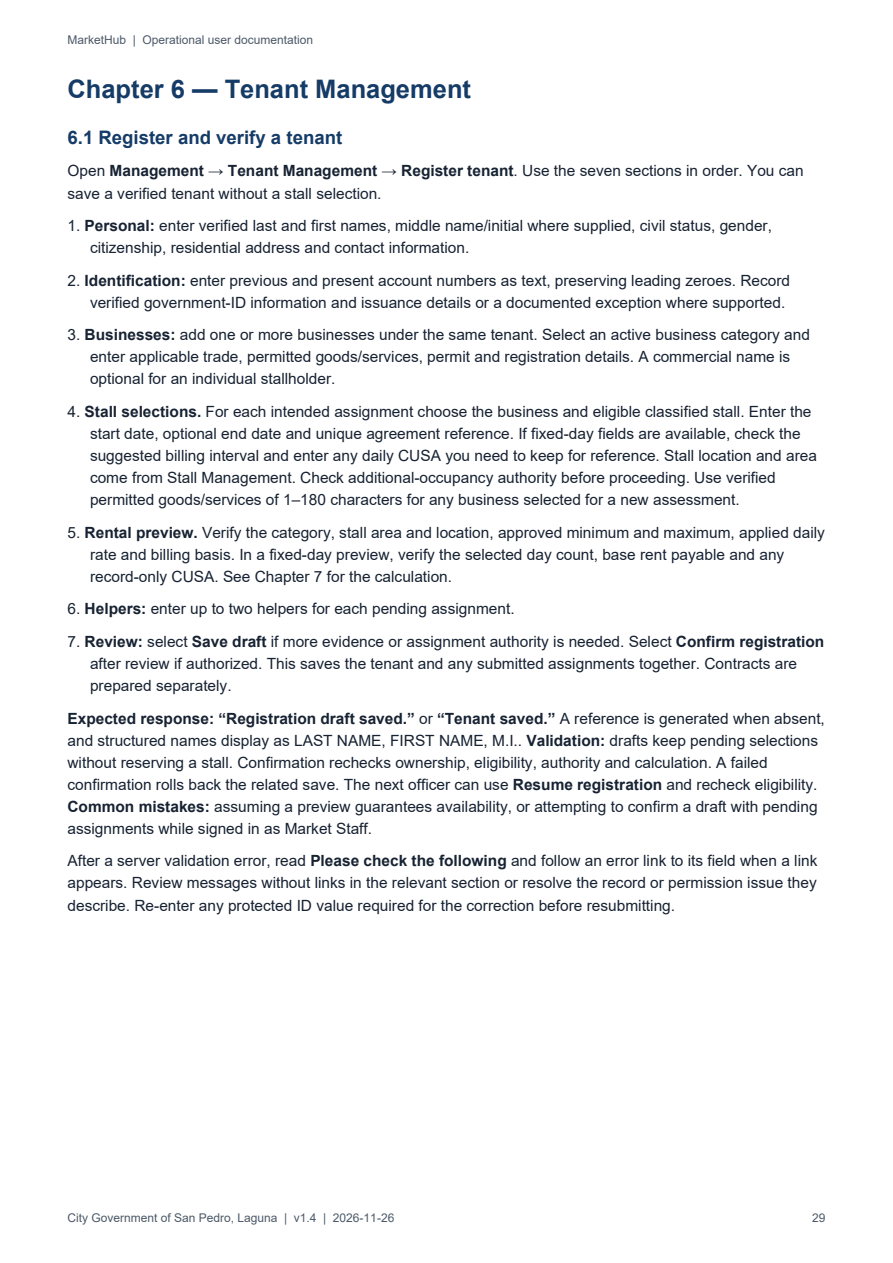 MarketHub | Operational user documentation
Chapter 6 — Tenant Management
6.1 Register and verify a tenant
Open Management → Tenant Management → Register tenant. Use the seven sections in order. You can
save a verified tenant without a stall selection.
1. Personal: enter verified last and first names, middle name/initial where supplied, civil status, gender,
citizenship, residential address and contact information.
2. Identification: enter previous and present account numbers as text, preserving leading zeroes. Record
verified government-ID information and issuance details or a documented exception where supported.
3. Businesses: add one or more businesses under the same tenant. Select an active business category and
enter applicable trade, permitted goods/services, permit and registration details. A commercial name is
optional for an individual stallholder.
4. Stall selections. For each intended assignment choose the business and eligible classified stall. Enter the
start date, optional end date and unique agreement reference. If fixed-day fields are available, check the
suggested billing interval and enter any daily CUSA you need to keep for reference. Stall location and area
come from Stall Management. Check additional-occupancy authority before proceeding. Use verified
permitted goods/services of 1–180 characters for any business selected for a new assessment.
5. Rental preview. Verify the category, stall area and location, approved minimum and maximum, applied daily
rate and billing basis. In a fixed-day preview, verify the selected day count, base rent payable and any
record-only CUSA. See Chapter 7 for the calculation.
6. Helpers: enter up to two helpers for each pending assignment.
7. Review: select Save draft if more evidence or assignment authority is needed. Select Confirm registration
after review if authorized. This saves the tenant and any submitted assignments together. Contracts are
prepared separately.
Expected response: “Registration draft saved.” or “Tenant saved.” A reference is generated when absent,
and structured names display as LAST NAME, FIRST NAME, M.I.. Validation: drafts keep pending selections
without reserving a stall. Confirmation rechecks ownership, eligibility, authority and calculation. A failed
confirmation rolls back the related save. The next officer can use Resume registration and recheck eligibility.
Common mistakes: assuming a preview guarantees availability, or attempting to confirm a draft with pending
assignments while signed in as Market Staff.
After a server validation error, read Please check the following and follow an error link to its field when a link
appears. Review messages without links in the relevant section or resolve the record or permission issue they
describe. Re-enter any protected ID value required for the correction before resubmitting.
City Government of San Pedro, Laguna | v1.4 | 2026-11-26
29